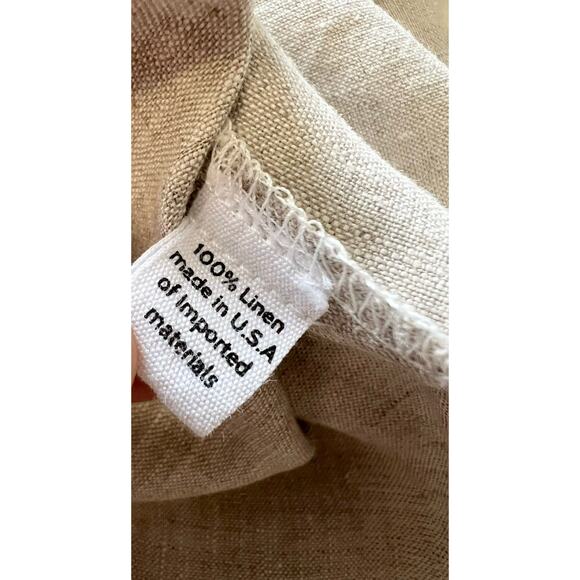 100% Linen
made in U.S.A
of Imported
materials